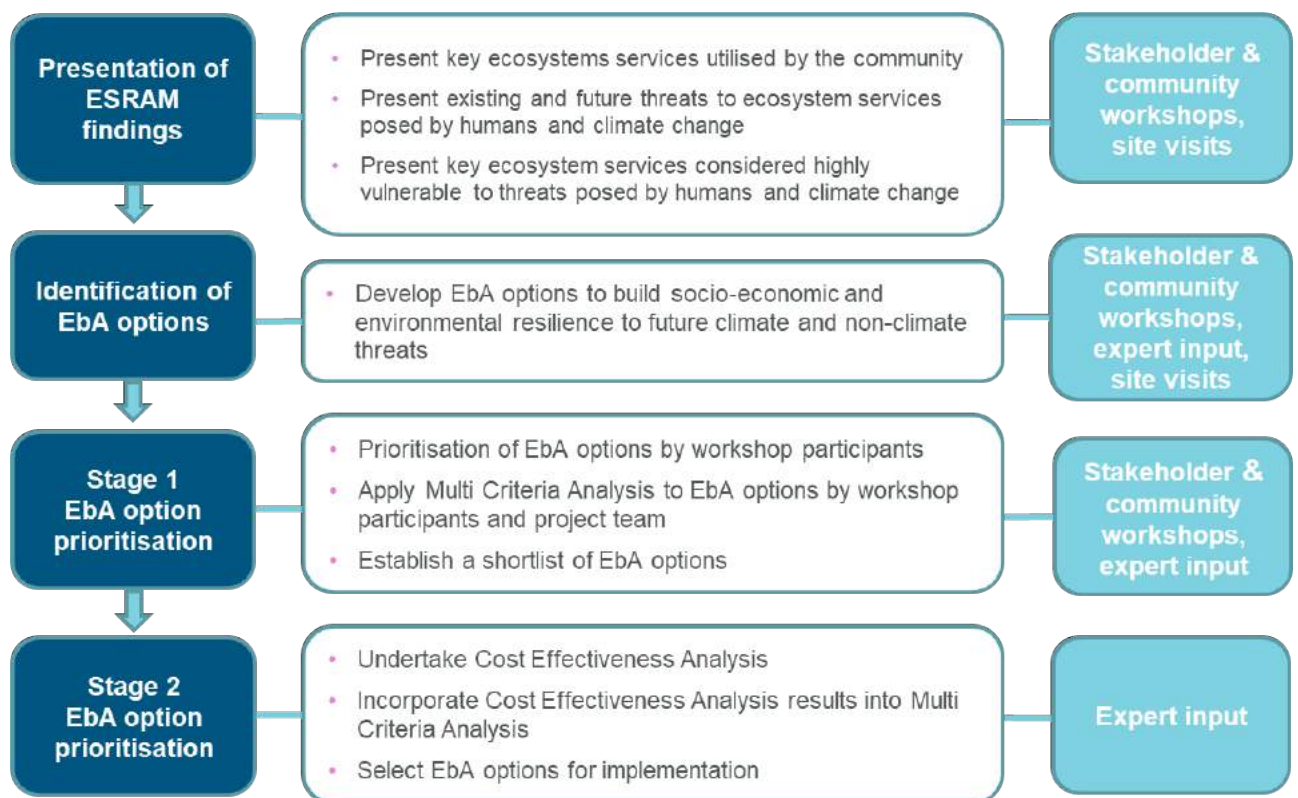 Presentation of
ESRAM
findings
• Present key ecosystems services utilised by the community
• Present existing and future threats to ecosystem services
posed by humans and climate change
• Present key ecosystem services considered highly
vulnerable to threats posed by humans and climate change
Stakeholder &
community
workshops,
site visits
Identification of
EbA options
• Develop EbA options to build socio-economic and
environmental resilience to future climate and non-climate
threats
Stakeholder &
community
workshops,
expert input,
site visits
Stage 1
EbA option
prioritisation
• Prioritisation of EbA options by workshop participants
• Apply Multi Criteria Analysis to EbA options by workshop
participants and project team
• Establish a shortlist of EbA options
Stakeholder &
community
workshops,
expert input
Stage 2
EbA option
prioritisation
• Undertake Cost Effectiveness Analysis
• Incorporate Cost Effectiveness Analysis results into Multi
Criteria Analysis
• Select EbA options for implementation
Expert input